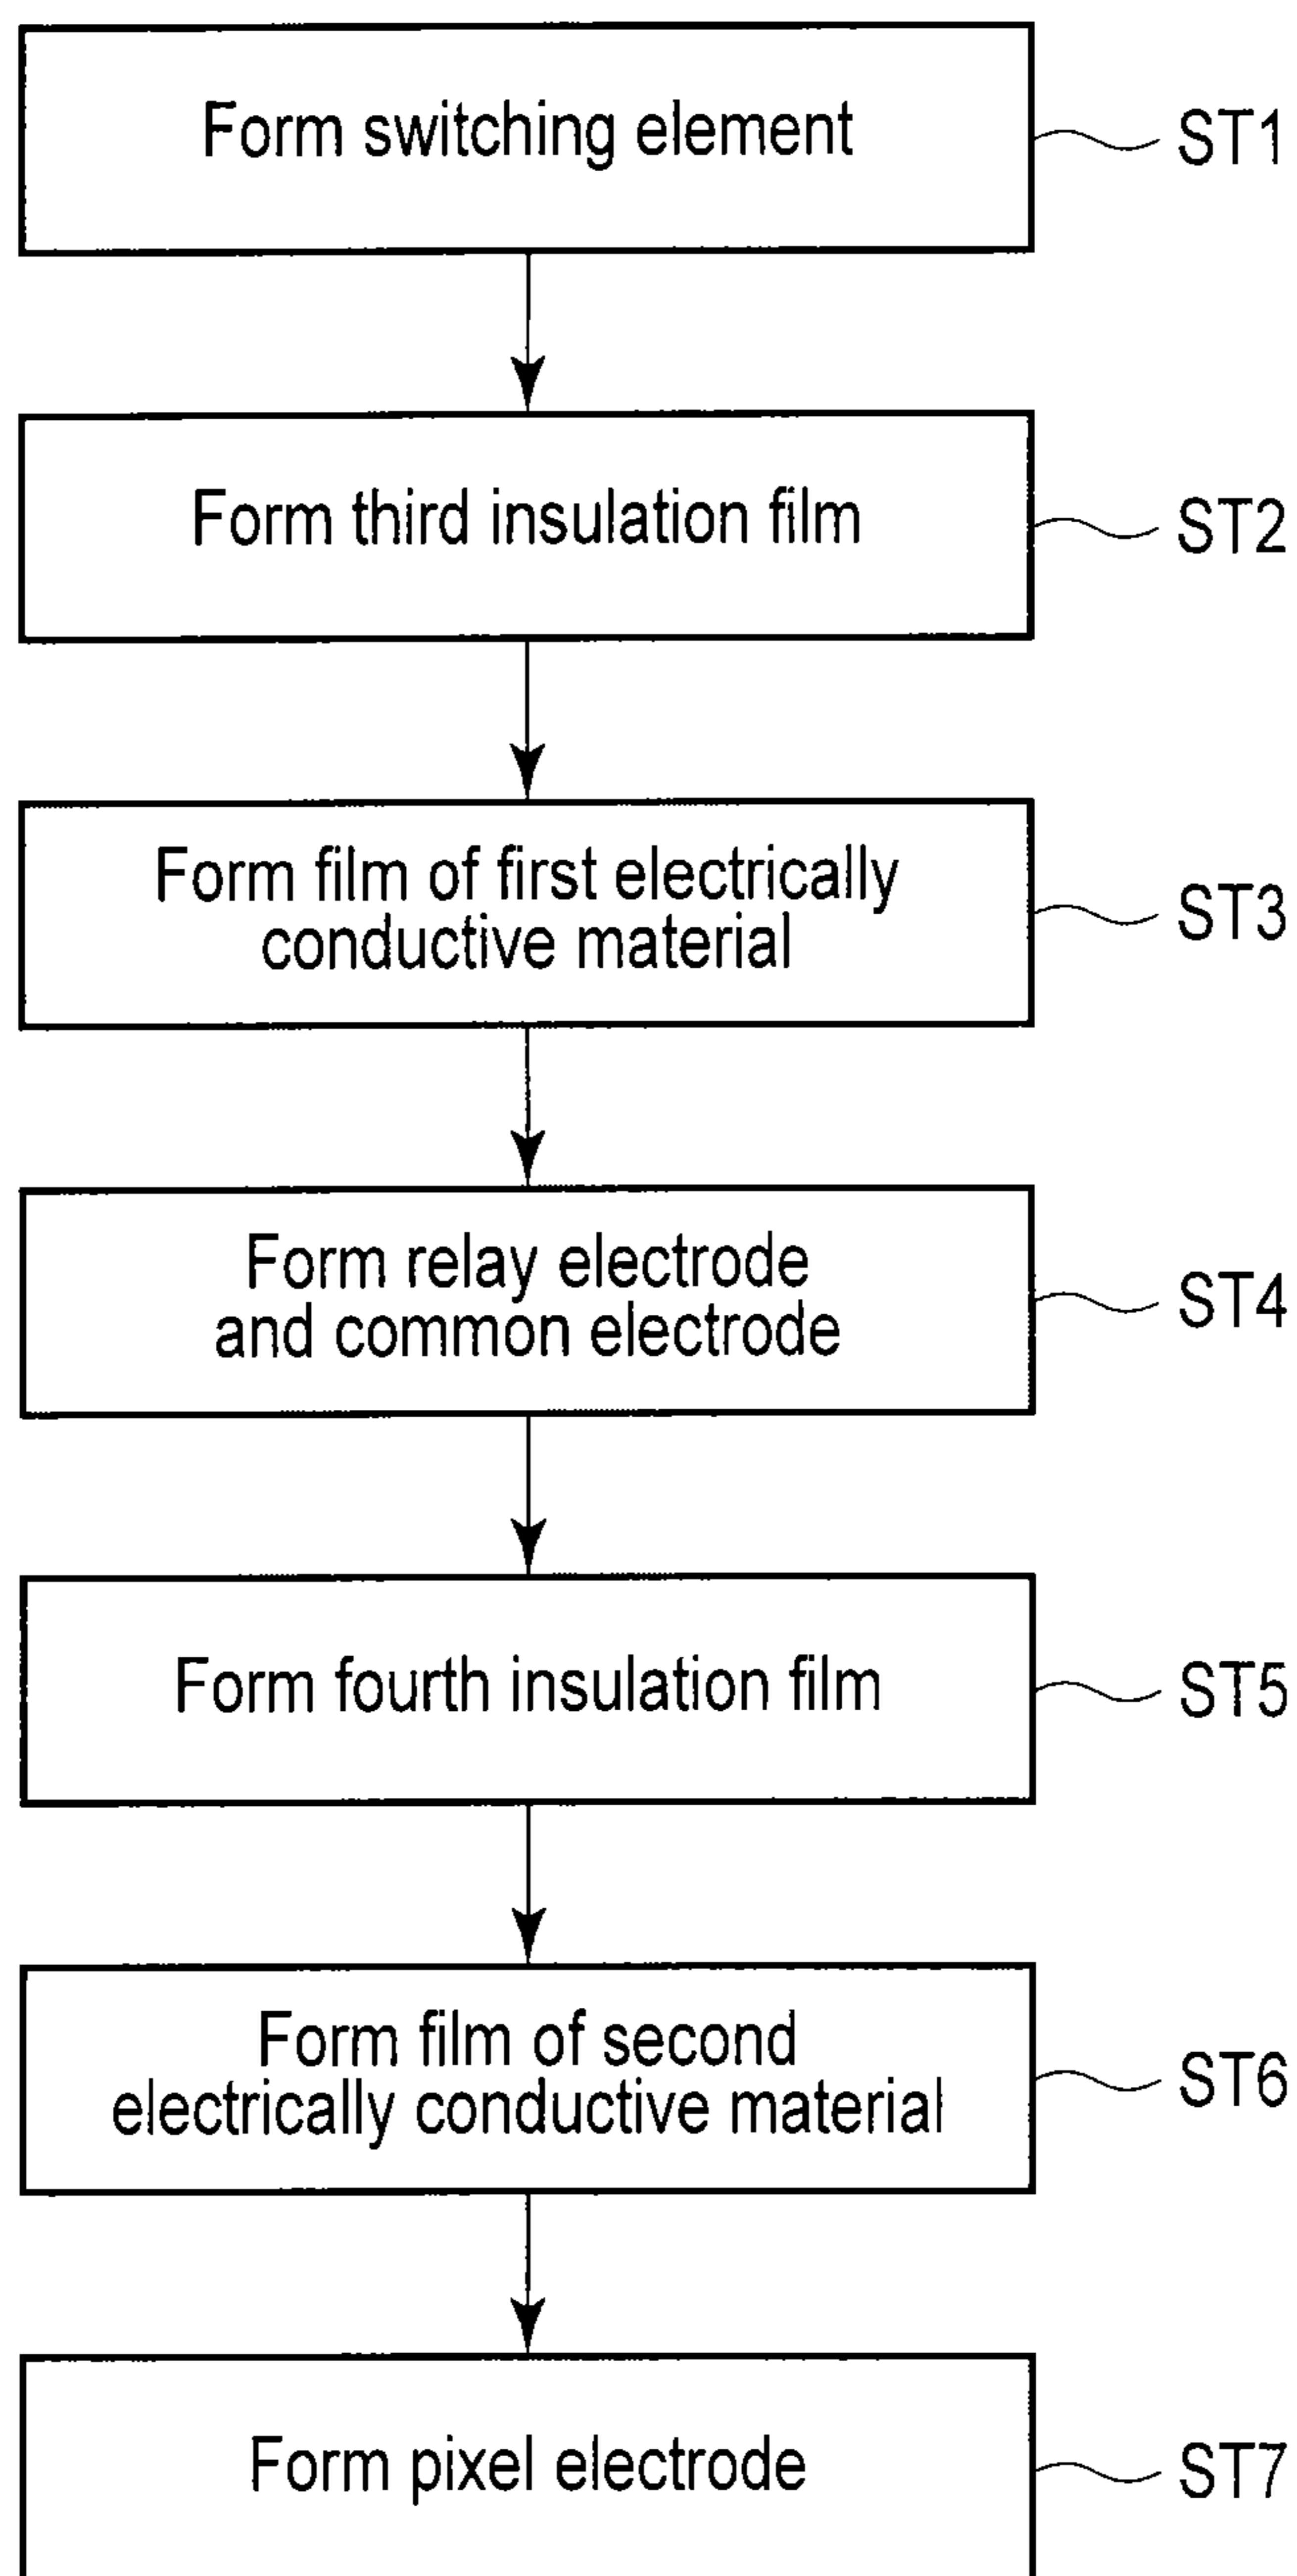 Form switching element
ST1
Form third insulation film
ST2
Form film of first electrically
conductive material
ST3
Form relay electrode
and common electrode
ST4
Form fourth insulation film
ST5
Form film of second
electrically conductive material
ST6
Form pixel electrode
ST7